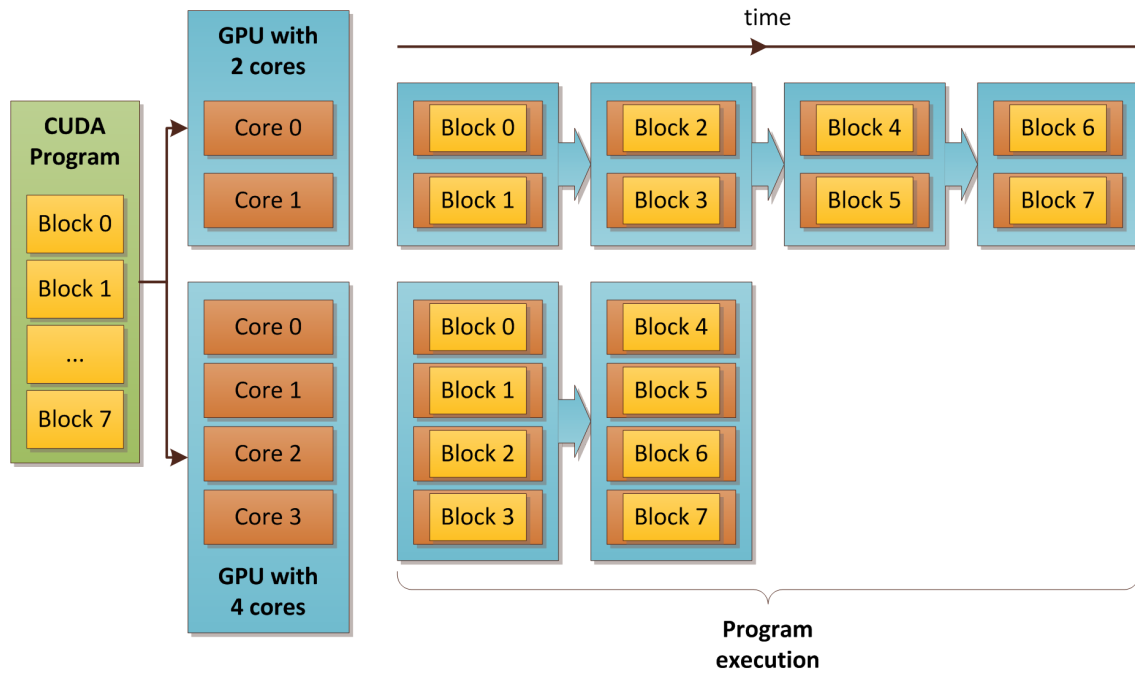 CUDA
Program
Block 0
Block 1
...
Block 7
GPU with
2 cores
Core 0
Core 1
Core 0
Core 1
Core 2
Core 3
GPU with
4 cores
time
Block 0
Block 2
Block 4
Block 6
Block 1
Block 3
Block 5
Block 7
Block 0
Block 4
Block 1
Block 5
Block 2
Block 6
Block 3
Block 7
Program
execution